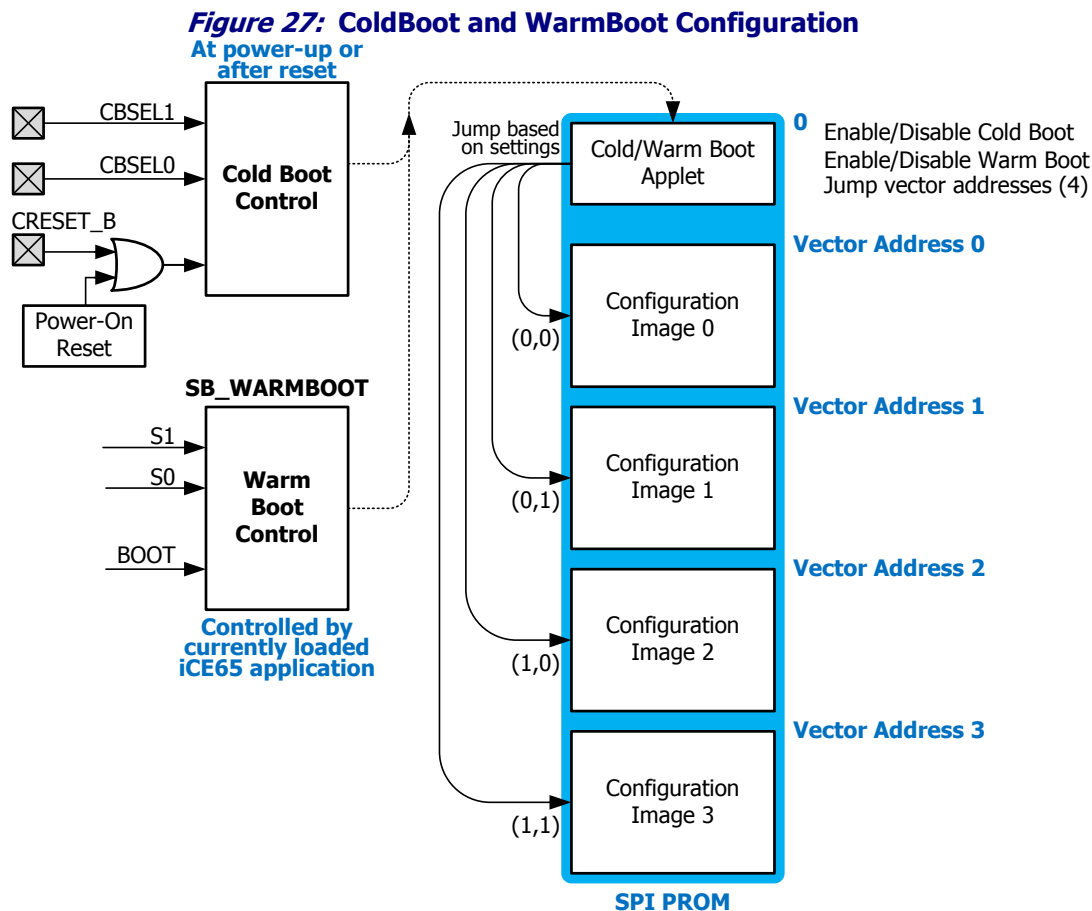 Figure 27: ColdBoot and WarmBoot Configuration
At power-up or
after reset
CBSEL1
CBSEL0
CRESET_B
Power-On
Reset
Cold Boot
Control
SB_WARMBOOT
S1
S0
BOOT
Warm
Boot
Control
Controlled by
currently loaded
iCE65 application
Jump based
on settings
Cold/Warm Boot
Applet
0
Enable/Disable Cold Boot
Enable/Disable Warm Boot
Jump vector addresses (4)
Vector Address 0
Configuration
Image 0
(0,0)
Vector Address 1
Configuration
Image 1
(0,1)
Vector Address 2
Configuration
Image 2
(1,0)
Vector Address 3
Configuration
Image 3
(1,1)
SPI PROM